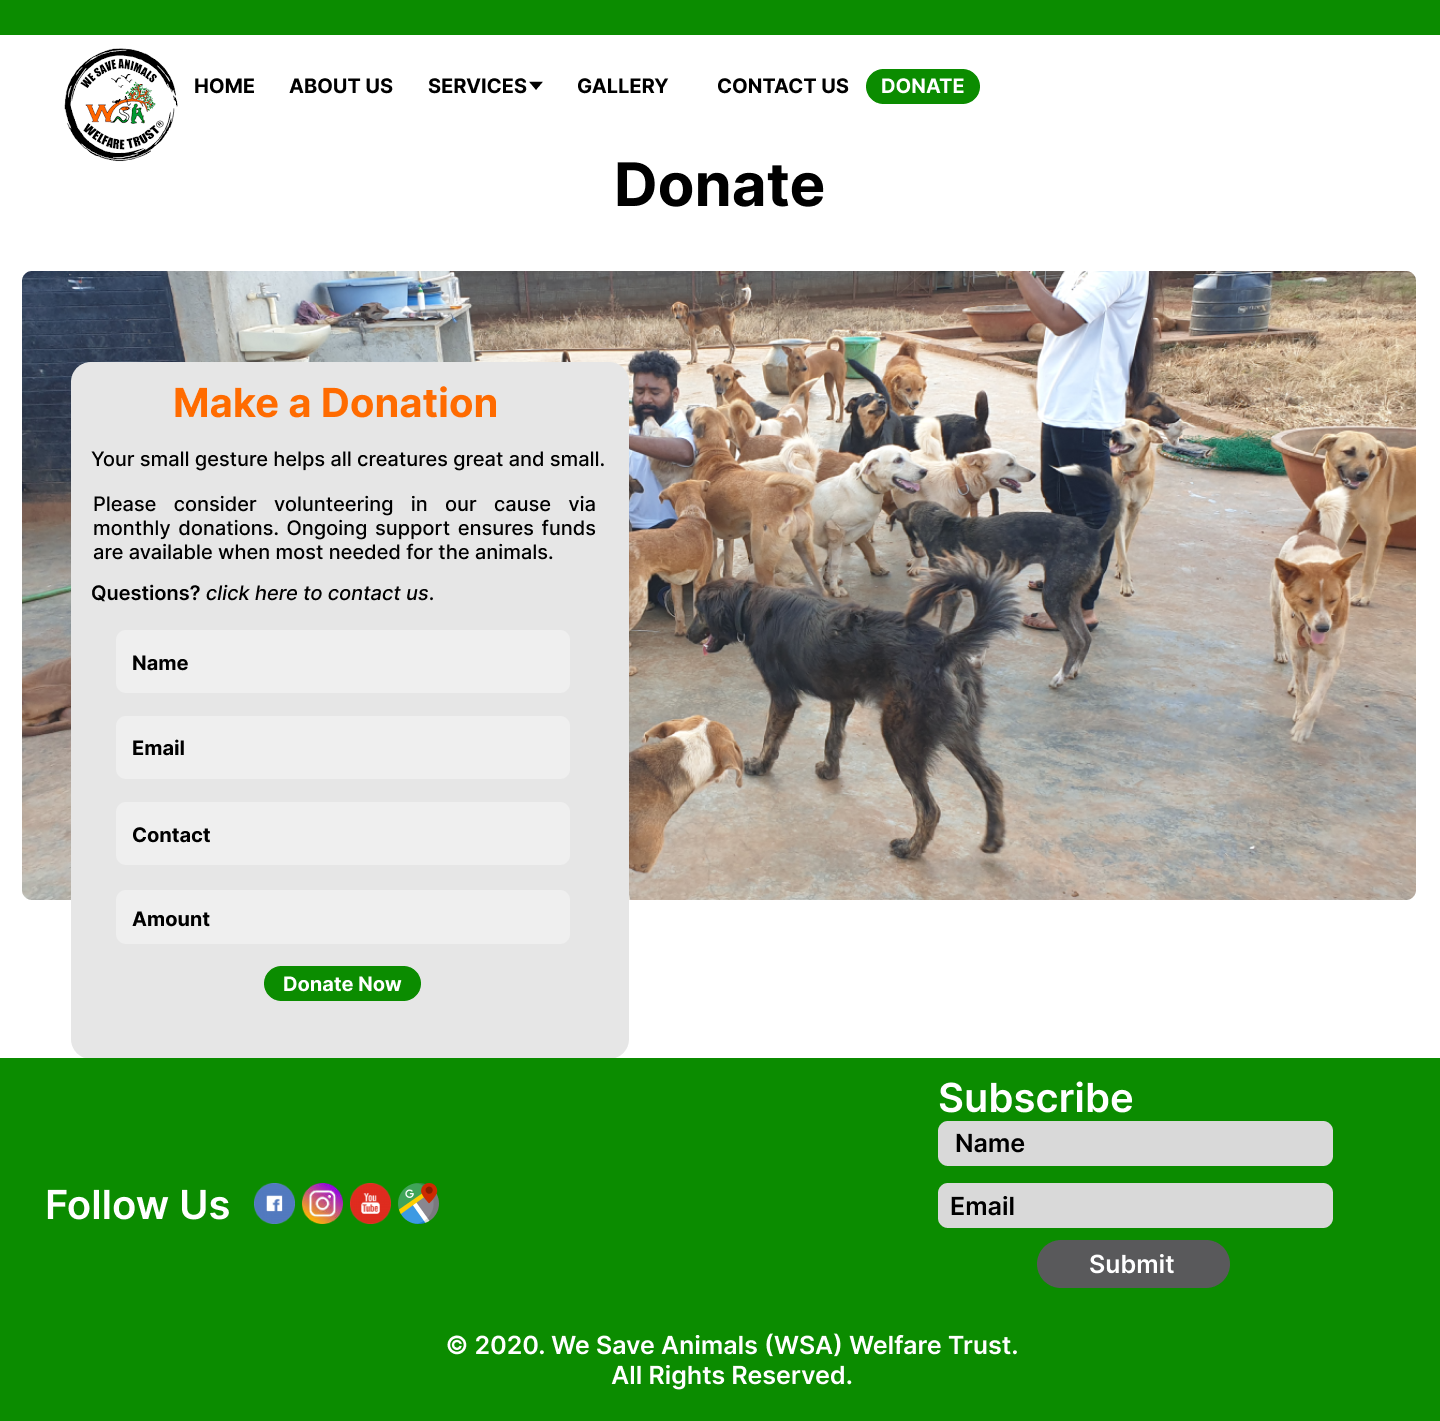 WE SAVE ANIMALS
WSA
WELFARE TRUST®
HOME ABOUT US SERVICES GALLERY CONTACT US DONATE
Donate
Make a Donation
Your small gesture helps all creatures great and small.
Please consider volunteering in our cause via
monthly donations. Ongoing support ensures funds
are available when most needed for the animals.
Questions? click here to contact us.
Name
Email
Contact
Amount
Donate Now
Subscribe
Name
Email
Submit
Follow Us
You
Tube
G
© 2020. We Save Animals (WSA) Welfare Trust.
All Rights Reserved.